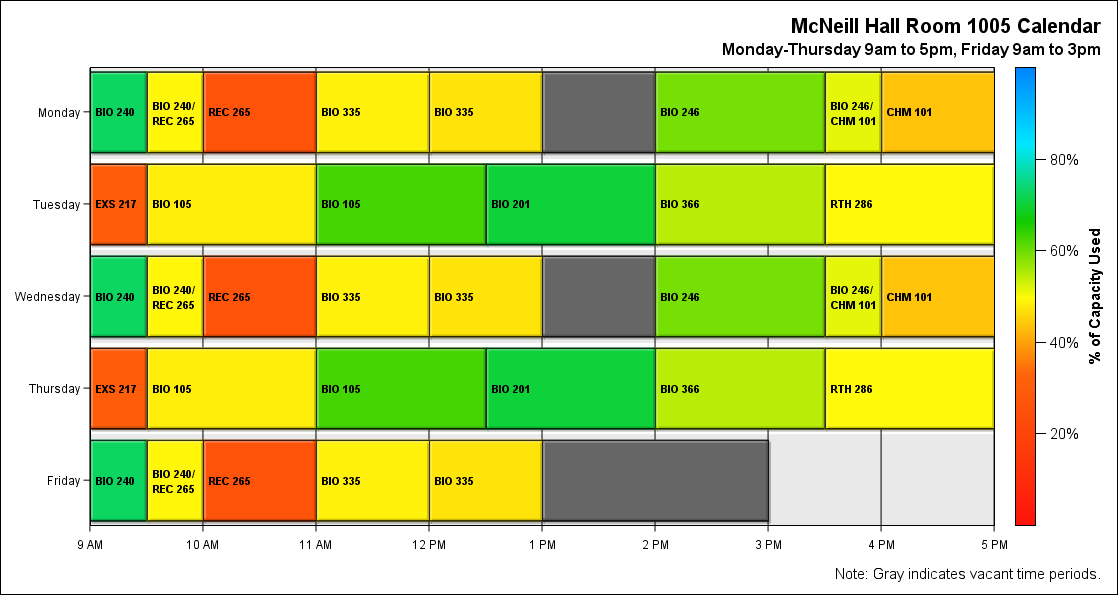 McNeill Hall Room 1005 Calendar
Monday-Thursday 9am to 5pm, Friday 9am to 3pm
Monday
BIO 240
BIO 240/
REC 265
REC 265
BIO 335
BIO 335
BIO 246
BIO 246/
CHM 101
CHM 101
Tuesday
EXS 217
BIO 105
BIO 105
BIO 201
BIO 366
RTH 286
Wednesday
BIO 240
BIO 240/
REC 265
REC 265
BIO 335
BIO 335
BIO 246
BIO 246/
CHM 101
CHM 101
Thursday
EXS 217
BIO 105
BIO 105
BIO 201
BIO 366
RTH 286
Friday
BIO 240
BIO 240/
REC 265
REC 265
BIO 335
BIO 335
9 AM
10 AM
11 AM
12 PM
1 PM
2 PM
3 PM
4 PM
5 PM
80%
60%
40%
20%
% of Capacity Used
Note: Gray indicates vacant time periods.